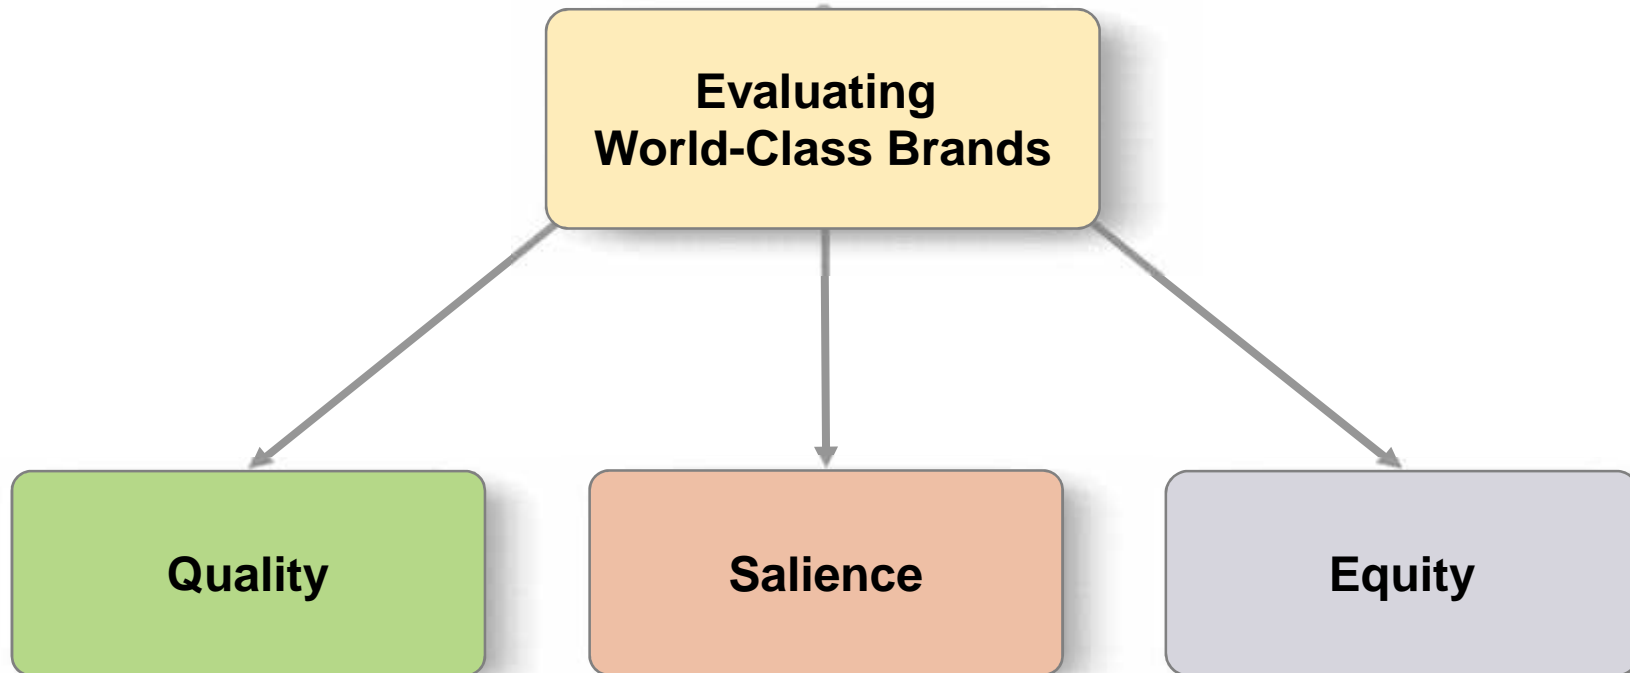 Evaluating
World-Class Brands
Quality
Salience
Equity